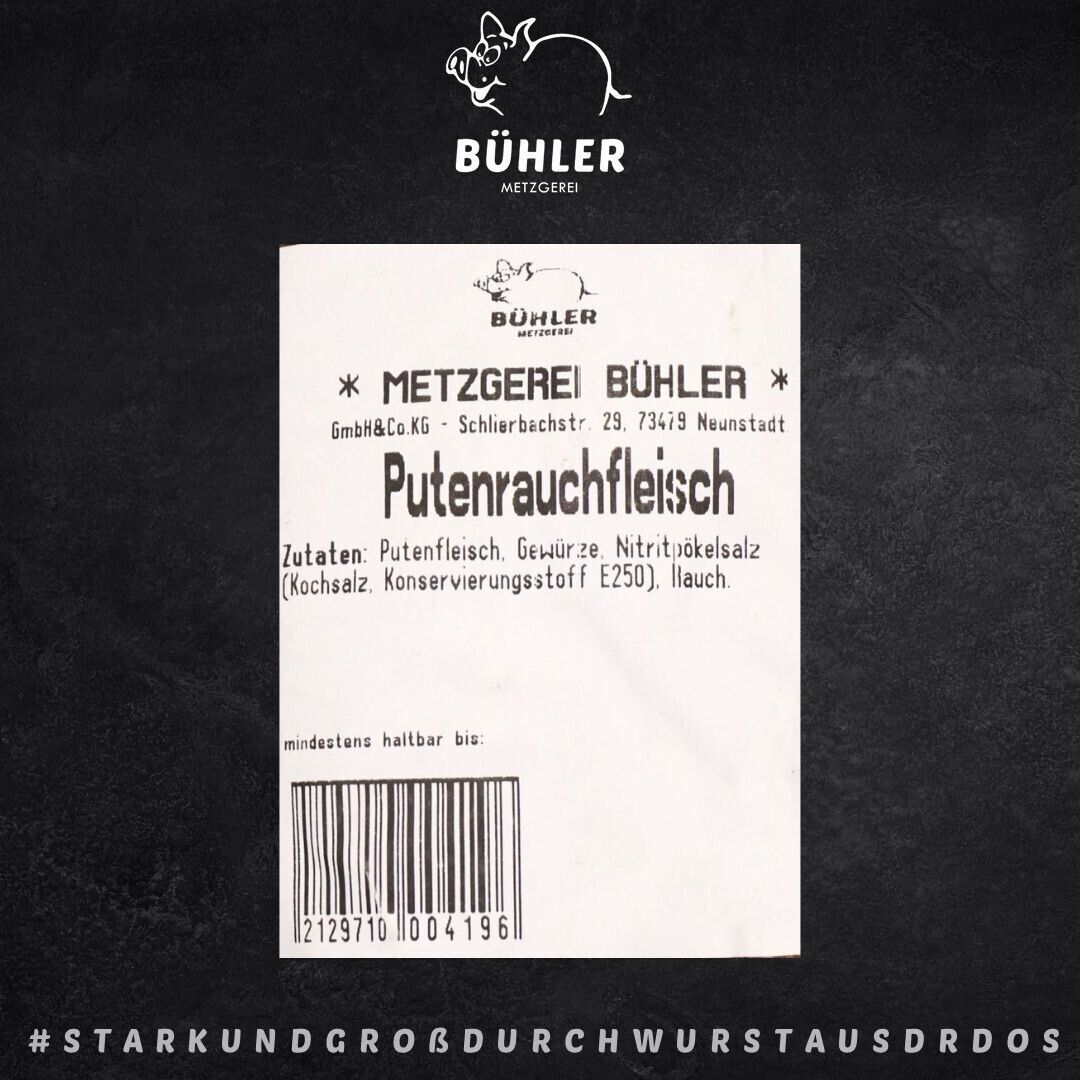 BÜHLER
METZGEREI
BÜHLER
METZGEREI
* METZGEREI BÜHLER *
GmbH&Co.KG - Schlierbachstr. 29, 73479 Neunstadt
Putenrauchfleisch
Zutaten: Putenfleisch, Gewürze, Nitritpökelsalz
(Kochsalz, Konservierungsstoff E250), Rauch.
mindestens haltbar bis:
2129710 004196
#STARKUNDGROßDURCHWURSTAUSDRDOS